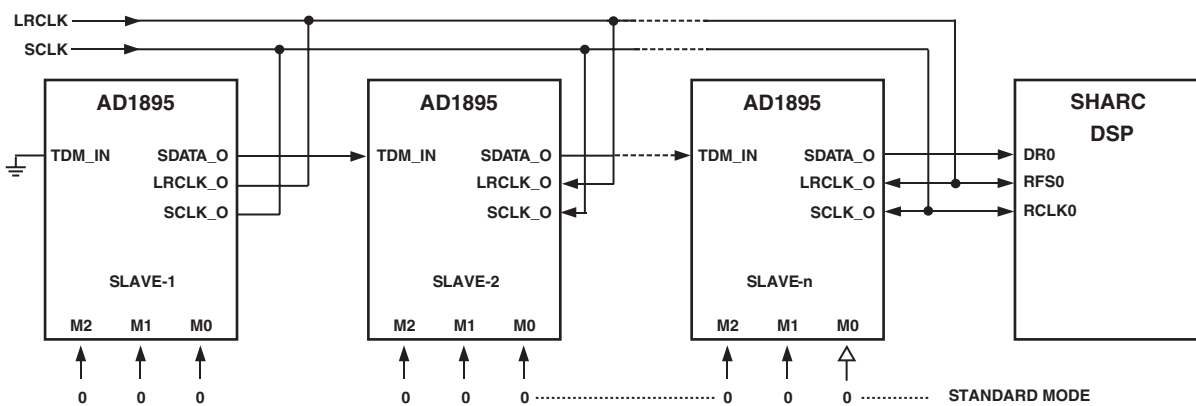 LRCLK
SCLK
AD1895
TDM_IN
SDATA_O
LRCLK_O
SCLK_O
SLAVE-1
M2 M1 M0
0 0 0
AD1895
TDM_IN
SDATA_O
LRCLK_O
SCLK_O
SLAVE-2
M2 M1 M0
0 0 0
AD1895
TDM_IN
SDATA_O
LRCLK_O
SCLK_O
SLAVE-n
M2 M1 M0
0 0 0
STANDARD MODE
SHARC
DSP
DR0
RFS0
RCLK0